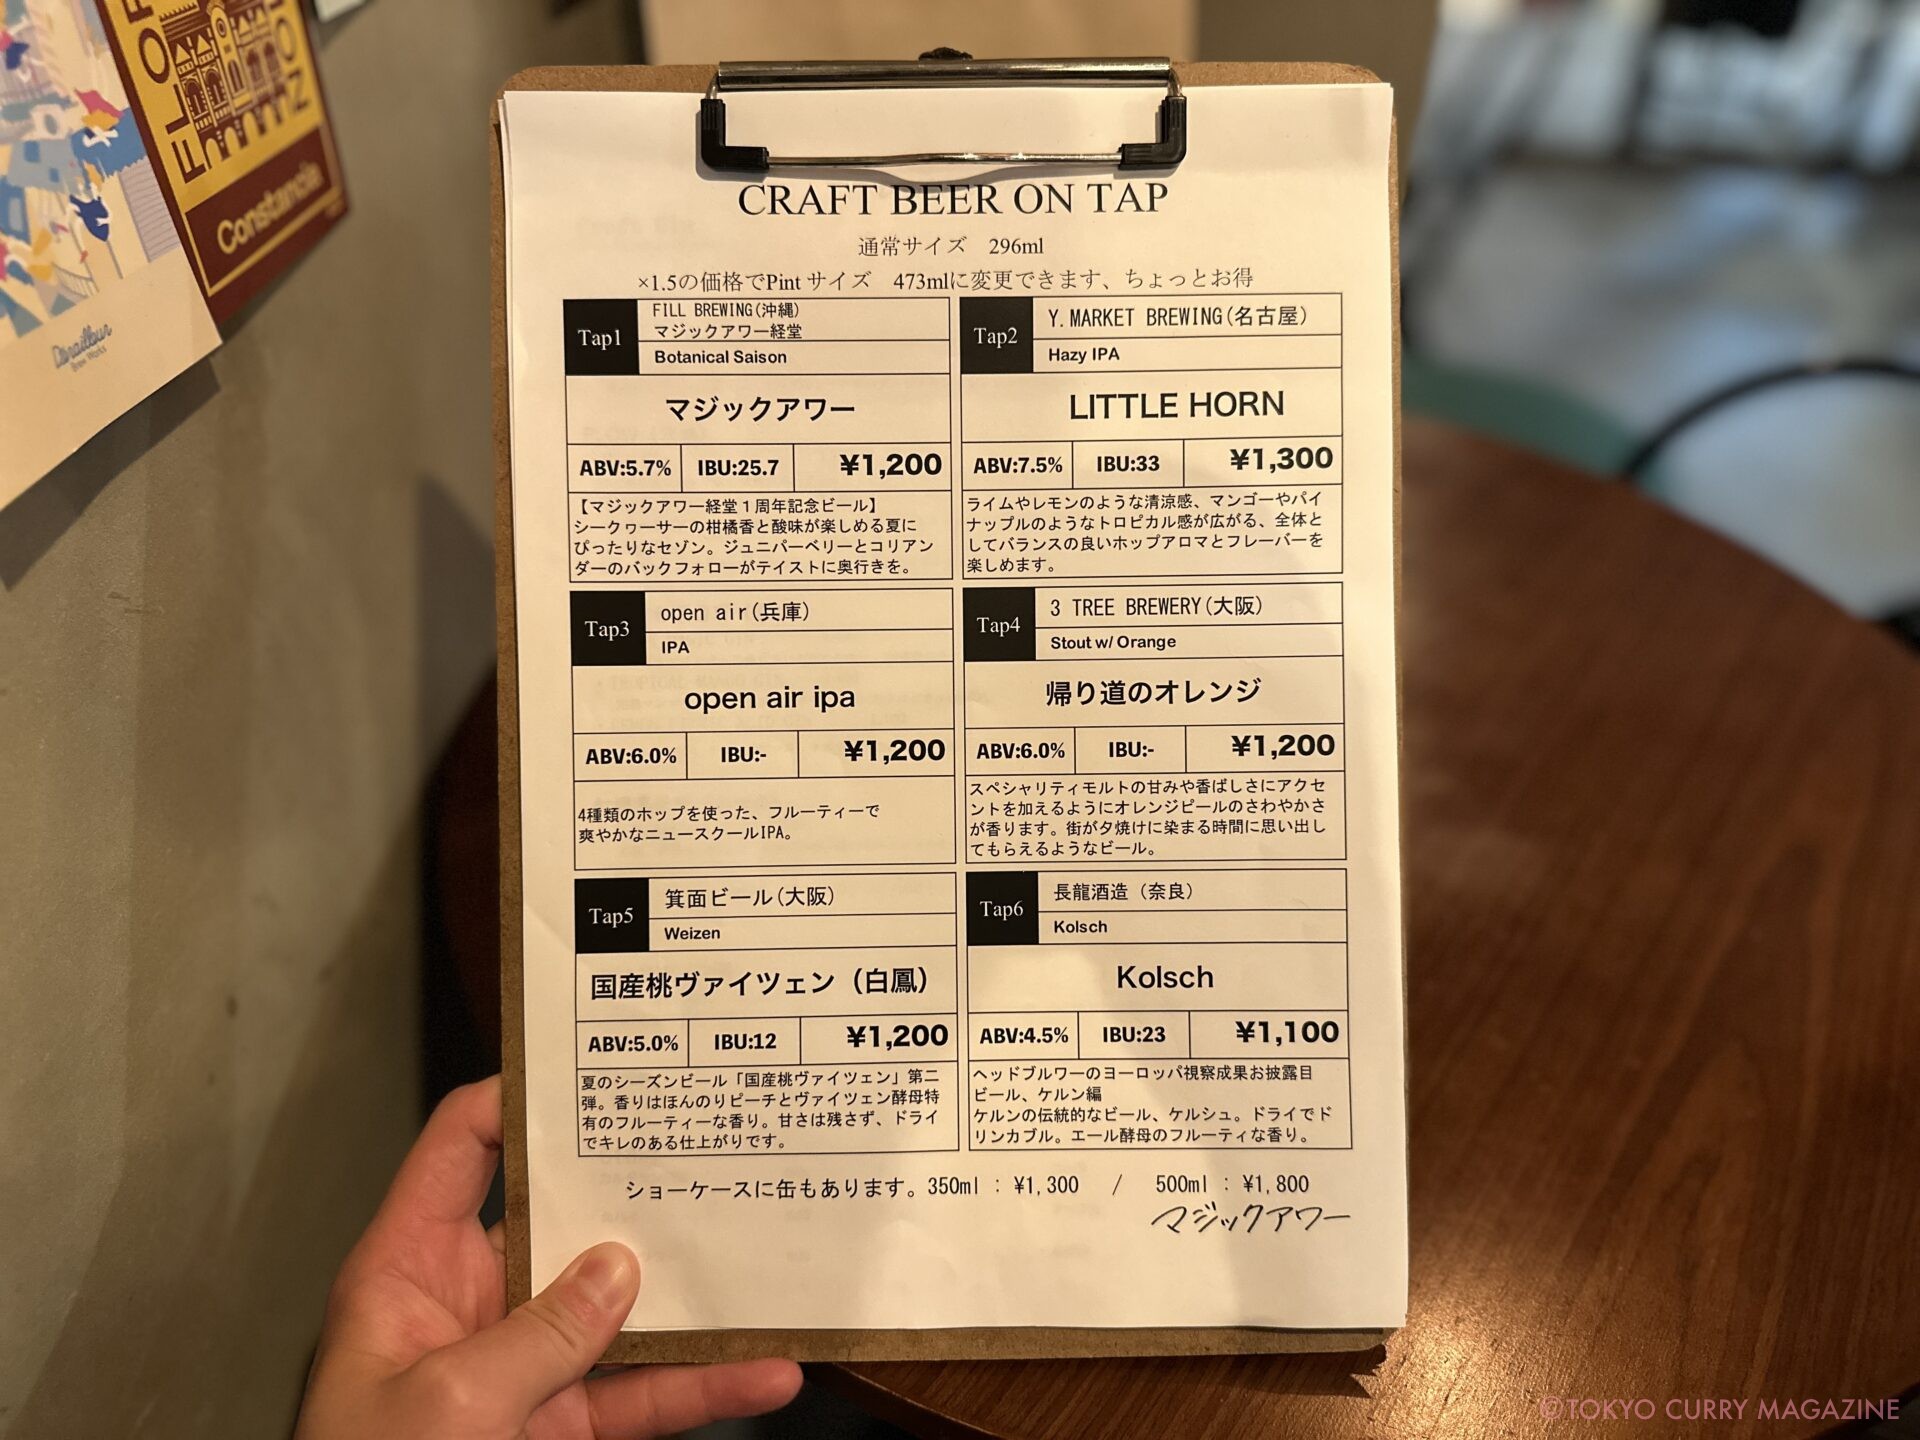 FLOF
NOI
Constancia
Derailleur
Brew Works
CRAFT BEER ON TAP
通常サイズ 296ml
×1.5の価格でPint サイズ 473mlに変更できます、ちょっとお得
Tap1
FILL BREWING(沖縄)
マジックアワー経堂
Botanical Saison
マジックアワー
ABV:5.7% IBU:25.7 ¥1,200
【マジックアワー経堂１周年記念ビール】
シークヮーサーの柑橘香と酸味が楽しめる夏に
ぴったりなセゾン。ジュニパーベリーとコリアン
ダーのバックフォローがテイストに奥行きを。
Tap2
Y.MARKET BREWING(名古屋)
Hazy IPA
LITTLE HORN
ABV:7.5% IBU:33 ¥1,300
ライムやレモンのような清涼感、マンゴーやパイ
ナップルのようなトロピカル感が広がる、全体と
してバランスの良いホップアロマとフレーバーを
楽しめます。
Tap3
open air(兵庫)
IPA
open air ipa
ABV:6.0% IBU:- ¥1,200
4種類のホップを使った、フルーティーで
爽やかなニュースクールIPA。
Tap4
3 TREE BREWERY(大阪)
Stout w/ Orange
帰り道のオレンジ
ABV:6.0% IBU:- ¥1,200
スペシャリティモルトの甘みや香ばしさにアクセ
ントを加えるようにオレンジピールのさわやかさ
が香ります。街が夕焼けに染まる時間に思い出し
てもらえるようなビール。
Tap5
箕面ビール(大阪)
Weizen
国産桃ヴァイツェン（白鳳）
ABV:5.0% IBU:12 ¥1,200
夏のシーズンビール「国産桃ヴァイツェン」第二
弾。香りはほんのりピーチとヴァイツェン酵母特
有のフルーティーな香り。甘さは残さず、ドライ
でキレのある仕上がりです。
Tap6
長龍酒造（奈良）
Kolsch
Kolsch
ABV:4.5% IBU:23 ¥1,100
ヘッドブルワーのヨーロッパ視察成果お披露目
ビール、ケルン編
ケルンの伝統的なビール、ケルシュ。ドライでド
リンカブル。エール酵母のフルーティな香り。
ショーケースに缶もあります。350ml : ¥1,300 / 500ml : ¥1,800
マジックアワー
©TOKYO CURRY MAGAZINE